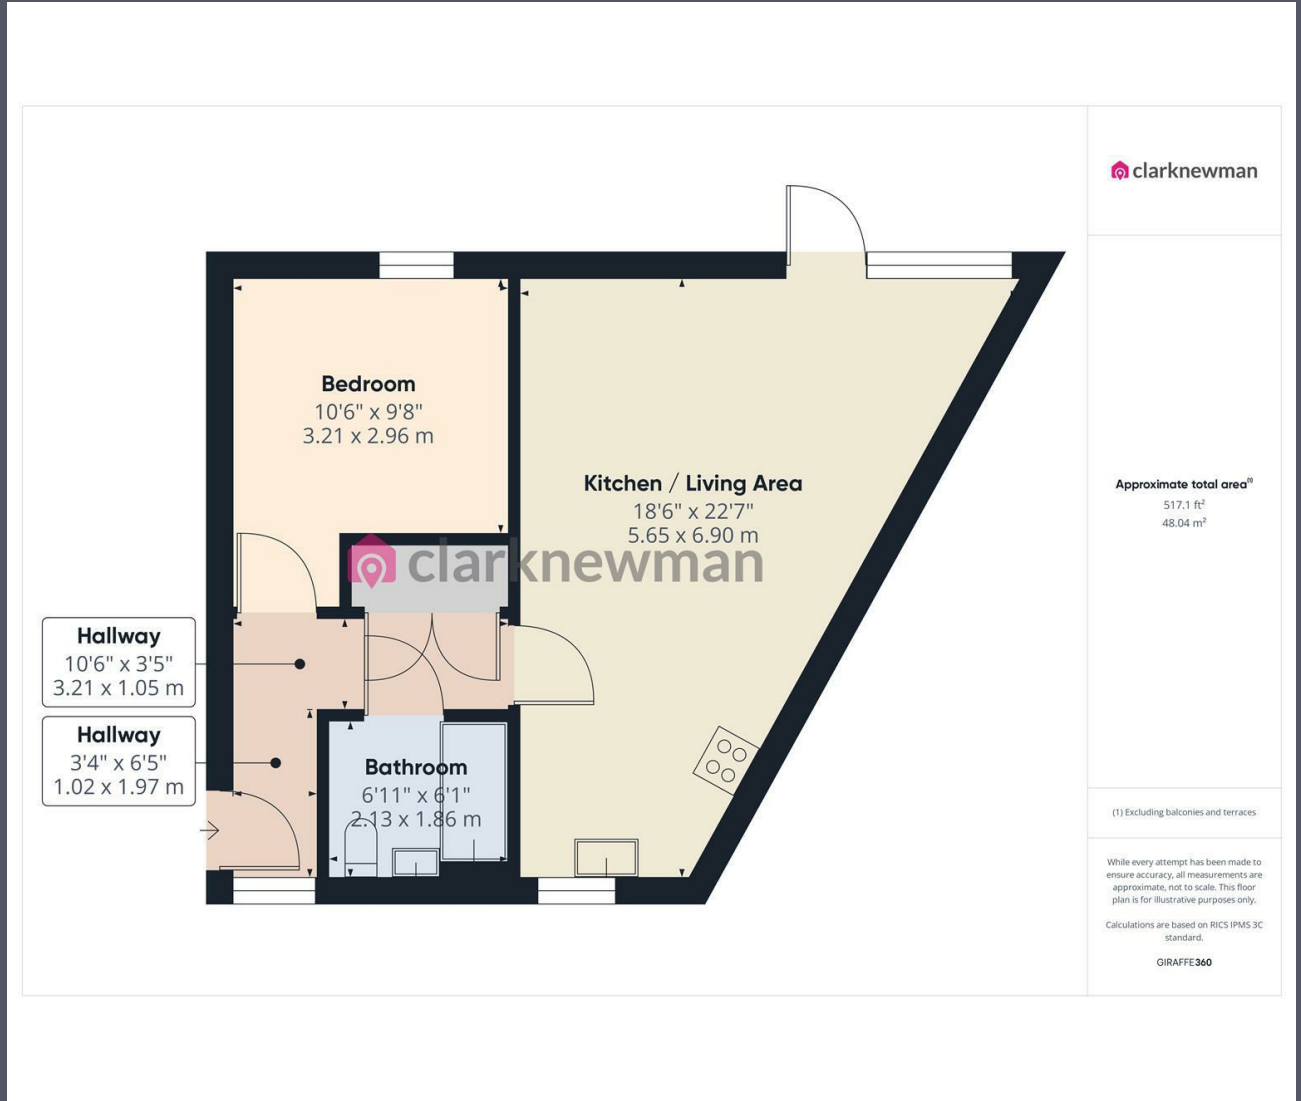 clarknewman
Bedroom
10'6" x 9'8"
3.21 x 2.96 m
Kitchen / Living Area
18'6" x 22'7"
5.65 x 6.90 m
clarknewman
Hallway
10'6" x 3'5"
3.21 x 1.05 m
Hallway
3'4" x 6'5"
1.02 x 1.97 m
Bathroom
6'11" x 6'1"
2.13 x 1.86 m
Approximate total area(1)
517.1 ft²
48.04 m²
(1) Excluding balconies and terraces
While every attempt has been made to
ensure accuracy, all measurements are
approximate, not to scale. This floor
plan is for illustrative purposes only.
Calculations are based on RICS IPMS 3C
standard.
GIRAFFE360